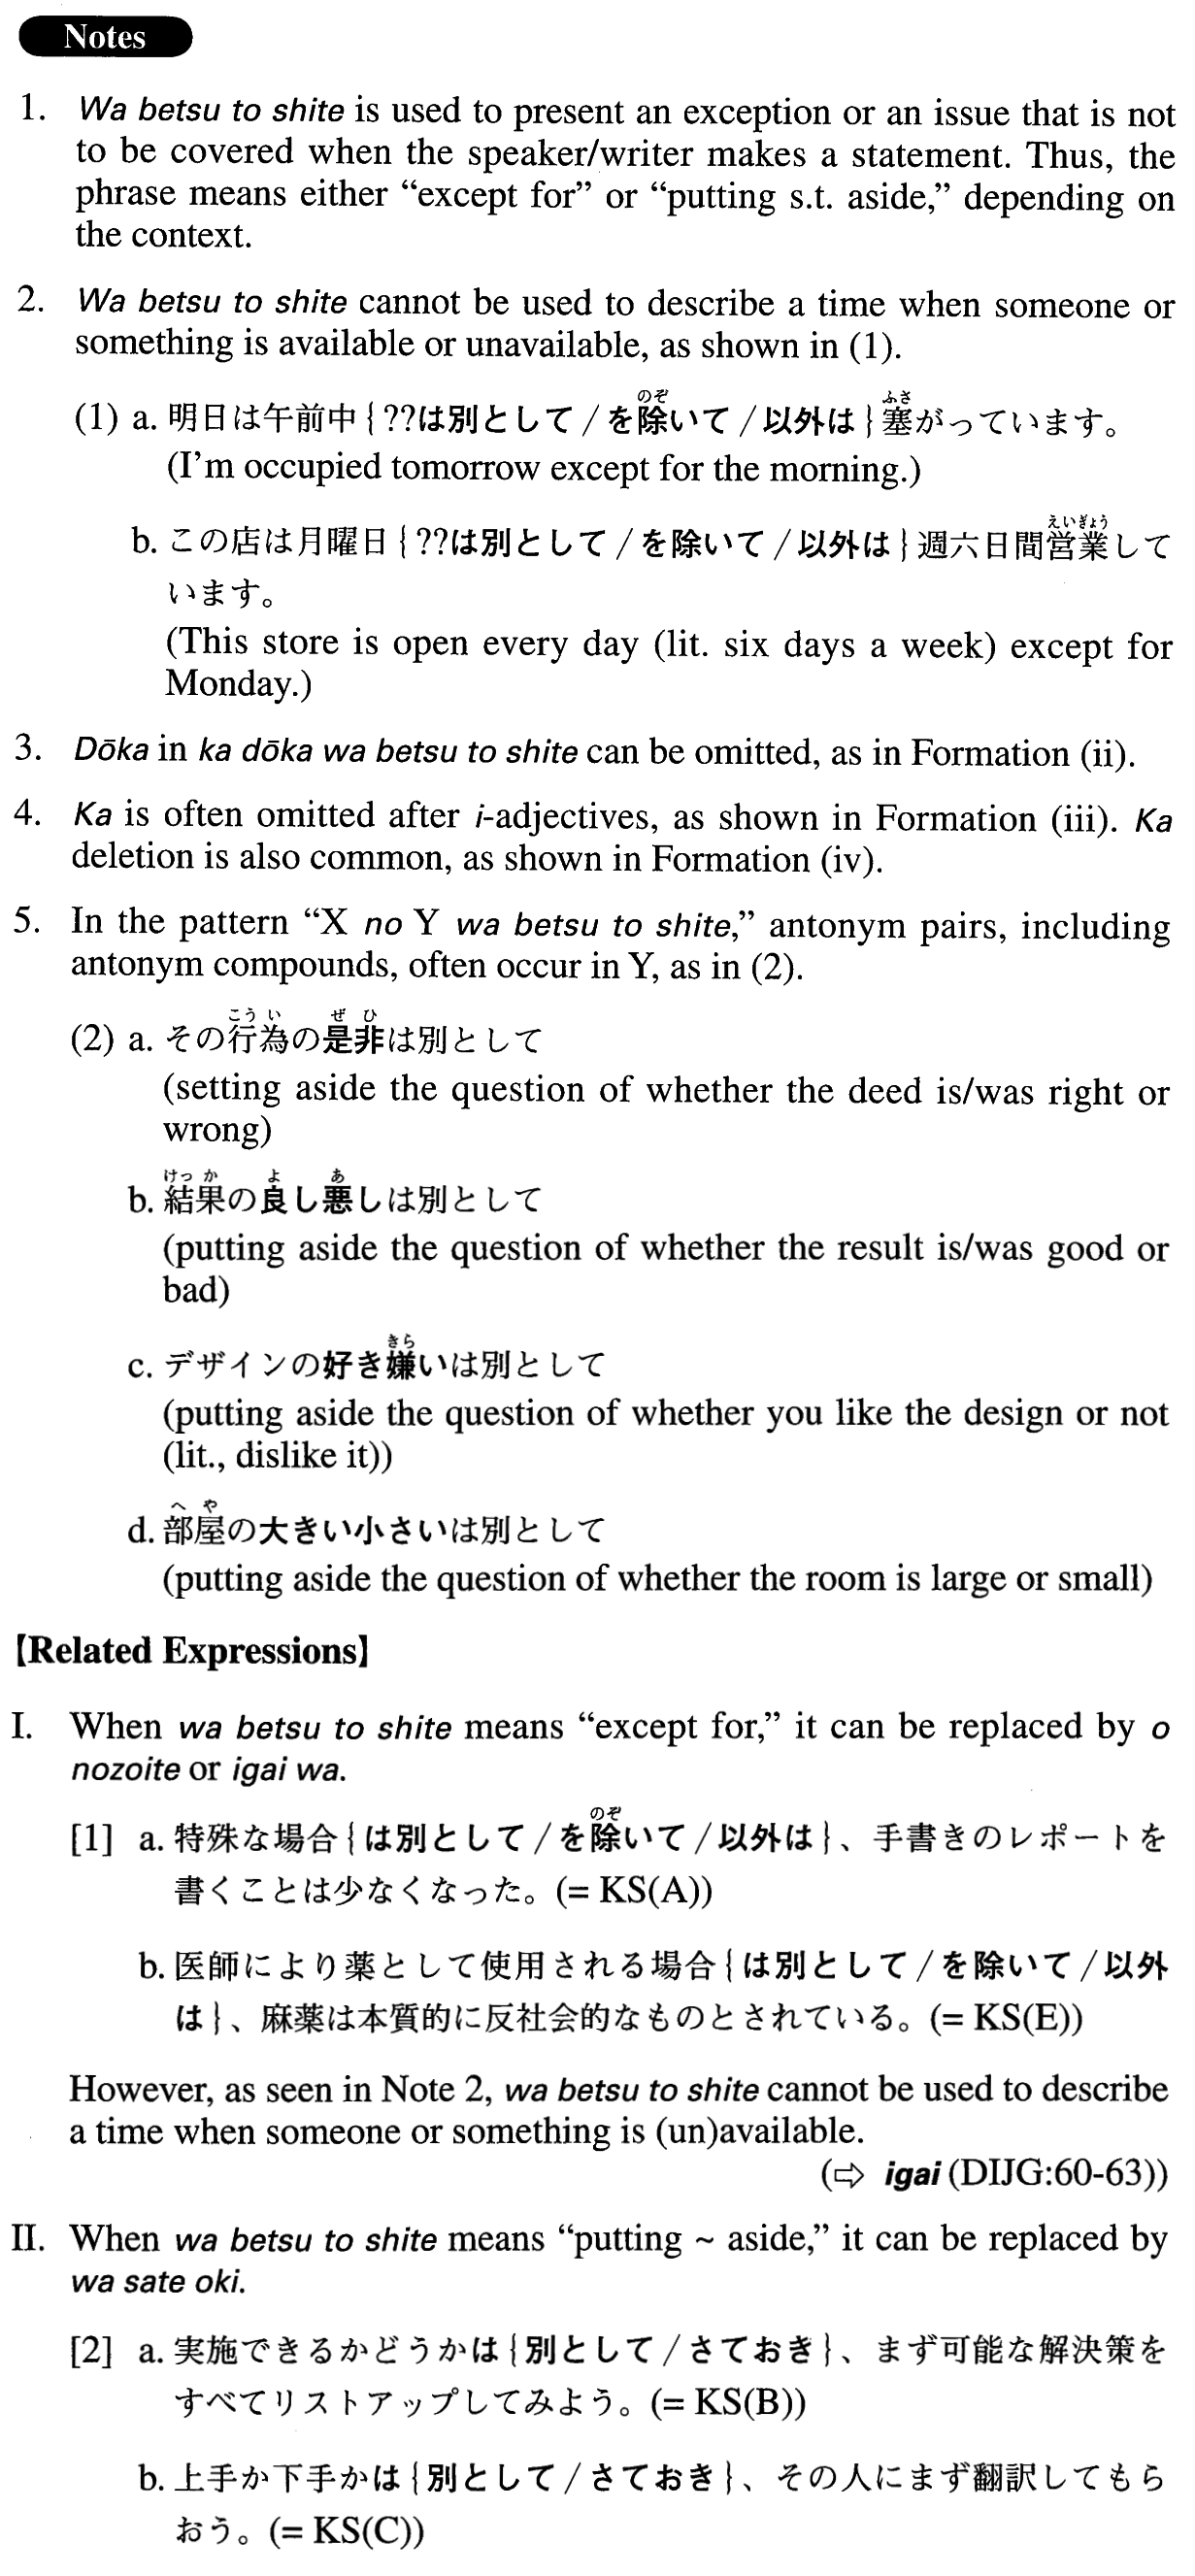 Notes
1. Wa betsu to shite is used to present an exception or an issue that is not
to be covered when the speaker/writer makes a statement. Thus, the
phrase means either “except for” or “putting s.t. aside,” depending on
the context.
2. Wa betsu to shite cannot be used to describe a time when someone or
something is available or unavailable, as shown in (1).
のぞ ふさ
(1) a. 明日は午前中{??は別として/を除いて/以外は}塞がっています。
(I’m occupied tomorrow except for the morning.)
えいぎょう
b. この店は月曜日{??は別として/を除いて/以外は}週六日間営業して
います。
(This store is open every day (lit. six days a week) except for
Monday.)
3. Dōka in ka dōka wa betsu to shite can be omitted, as in Formation (ii).
4. Ka is often omitted after i-adjectives, as shown in Formation (iii). Ka
deletion is also common, as shown in Formation (iv).
5. In the pattern “X no Y wa betsu to shite,” antonym pairs, including
antonym compounds, often occur in Y, as in (2).
こう い ぜ ひ
(2) a. その行為の是非は別として
(setting aside the question of whether the deed is/was right or
wrong)
けっ か よ あ
b. 結果の良し悪しは別として
(putting aside the question of whether the result is/was good or
bad)
きら
c. デザインの好き嫌いは別として
(putting aside the question of whether you like the design or not
(lit., dislike it))
へ や
d. 部屋の大きい小さいは別として
(putting aside the question of whether the room is large or small)
【Related Expressions】
I. When wa betsu to shite means “except for,” it can be replaced by o
nozoite or igai wa.
のぞ
[1] a. 特殊な場合{は別として/を除いて/以外は}、手書きのレポートを
書くことは少なくなった。(= KS(A))
b. 医師により薬として使用される場合{は別として/を除いて/以外
は}、麻薬は本質的に反社会的なものとされている。(= KS(E))
However, as seen in Note 2, wa betsu to shite cannot be used to describe
a time when someone or something is (un)available.
(⇨ igai (DIJG:60-63))
II. When wa betsu to shite means “putting ~ aside,” it can be replaced by
wa sate oki.
[2] a. 実施できるかどうかは{別として/さておき}、まず可能な解決策を
すべてリストアップしてみよう。(= KS(B))
b. 上手か下手かは{別として/さておき}、その人にまず翻訳してもら
おう。(= KS(C))